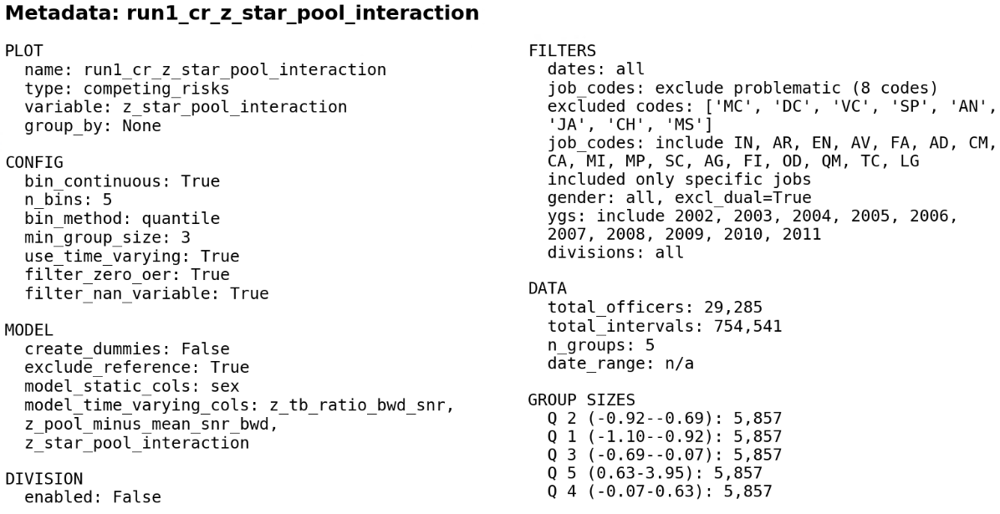 Metadata: run1_cr_z_star_pool_interaction
PLOT
name: run1_cr_z_star_pool_interaction
type: competing_risks
variable: z_star_pool_interaction
group_by: None
CONFIG
bin_continuous: True
n_bins: 5
bin_method: quantile
min_group_size: 3
use_time_varying: True
filter_zero_oer: True
filter_nan_variable: True
MODEL
create_dummies: False
exclude_reference: True
model_static_cols: sex
model_time_varying_cols: z_tb_ratio_bwd_snr,
z_pool_minus_mean_snr_bwd,
z_star_pool_interaction
DIVISION
enabled: False
FILTERS
dates: all
job_codes: exclude problematic (8 codes)
excluded codes: ['MC', 'DC', 'VC', 'SP', 'AN',
'JA', 'CH', 'MS']
job_codes: include IN, AR, EN, AV, FA, AD, CM,
CA, MI, MP, SC, AG, FI, OD, QM, TC, LG
included only specific jobs
gender: all, excl_dual=True
ygs: include 2002, 2003, 2004, 2005, 2006,
2007, 2008, 2009, 2010, 2011
divisions: all
DATA
total_officers: 29,285
total_intervals: 754,541
n_groups: 5
date_range: n/a
GROUP SIZES
Q 2 (-0.92--0.69): 5,857
Q 1 (-1.10--0.92): 5,857
Q 3 (-0.69--0.07): 5,857
Q 5 (0.63-3.95): 5,857
Q 4 (-0.07-0.63): 5,857